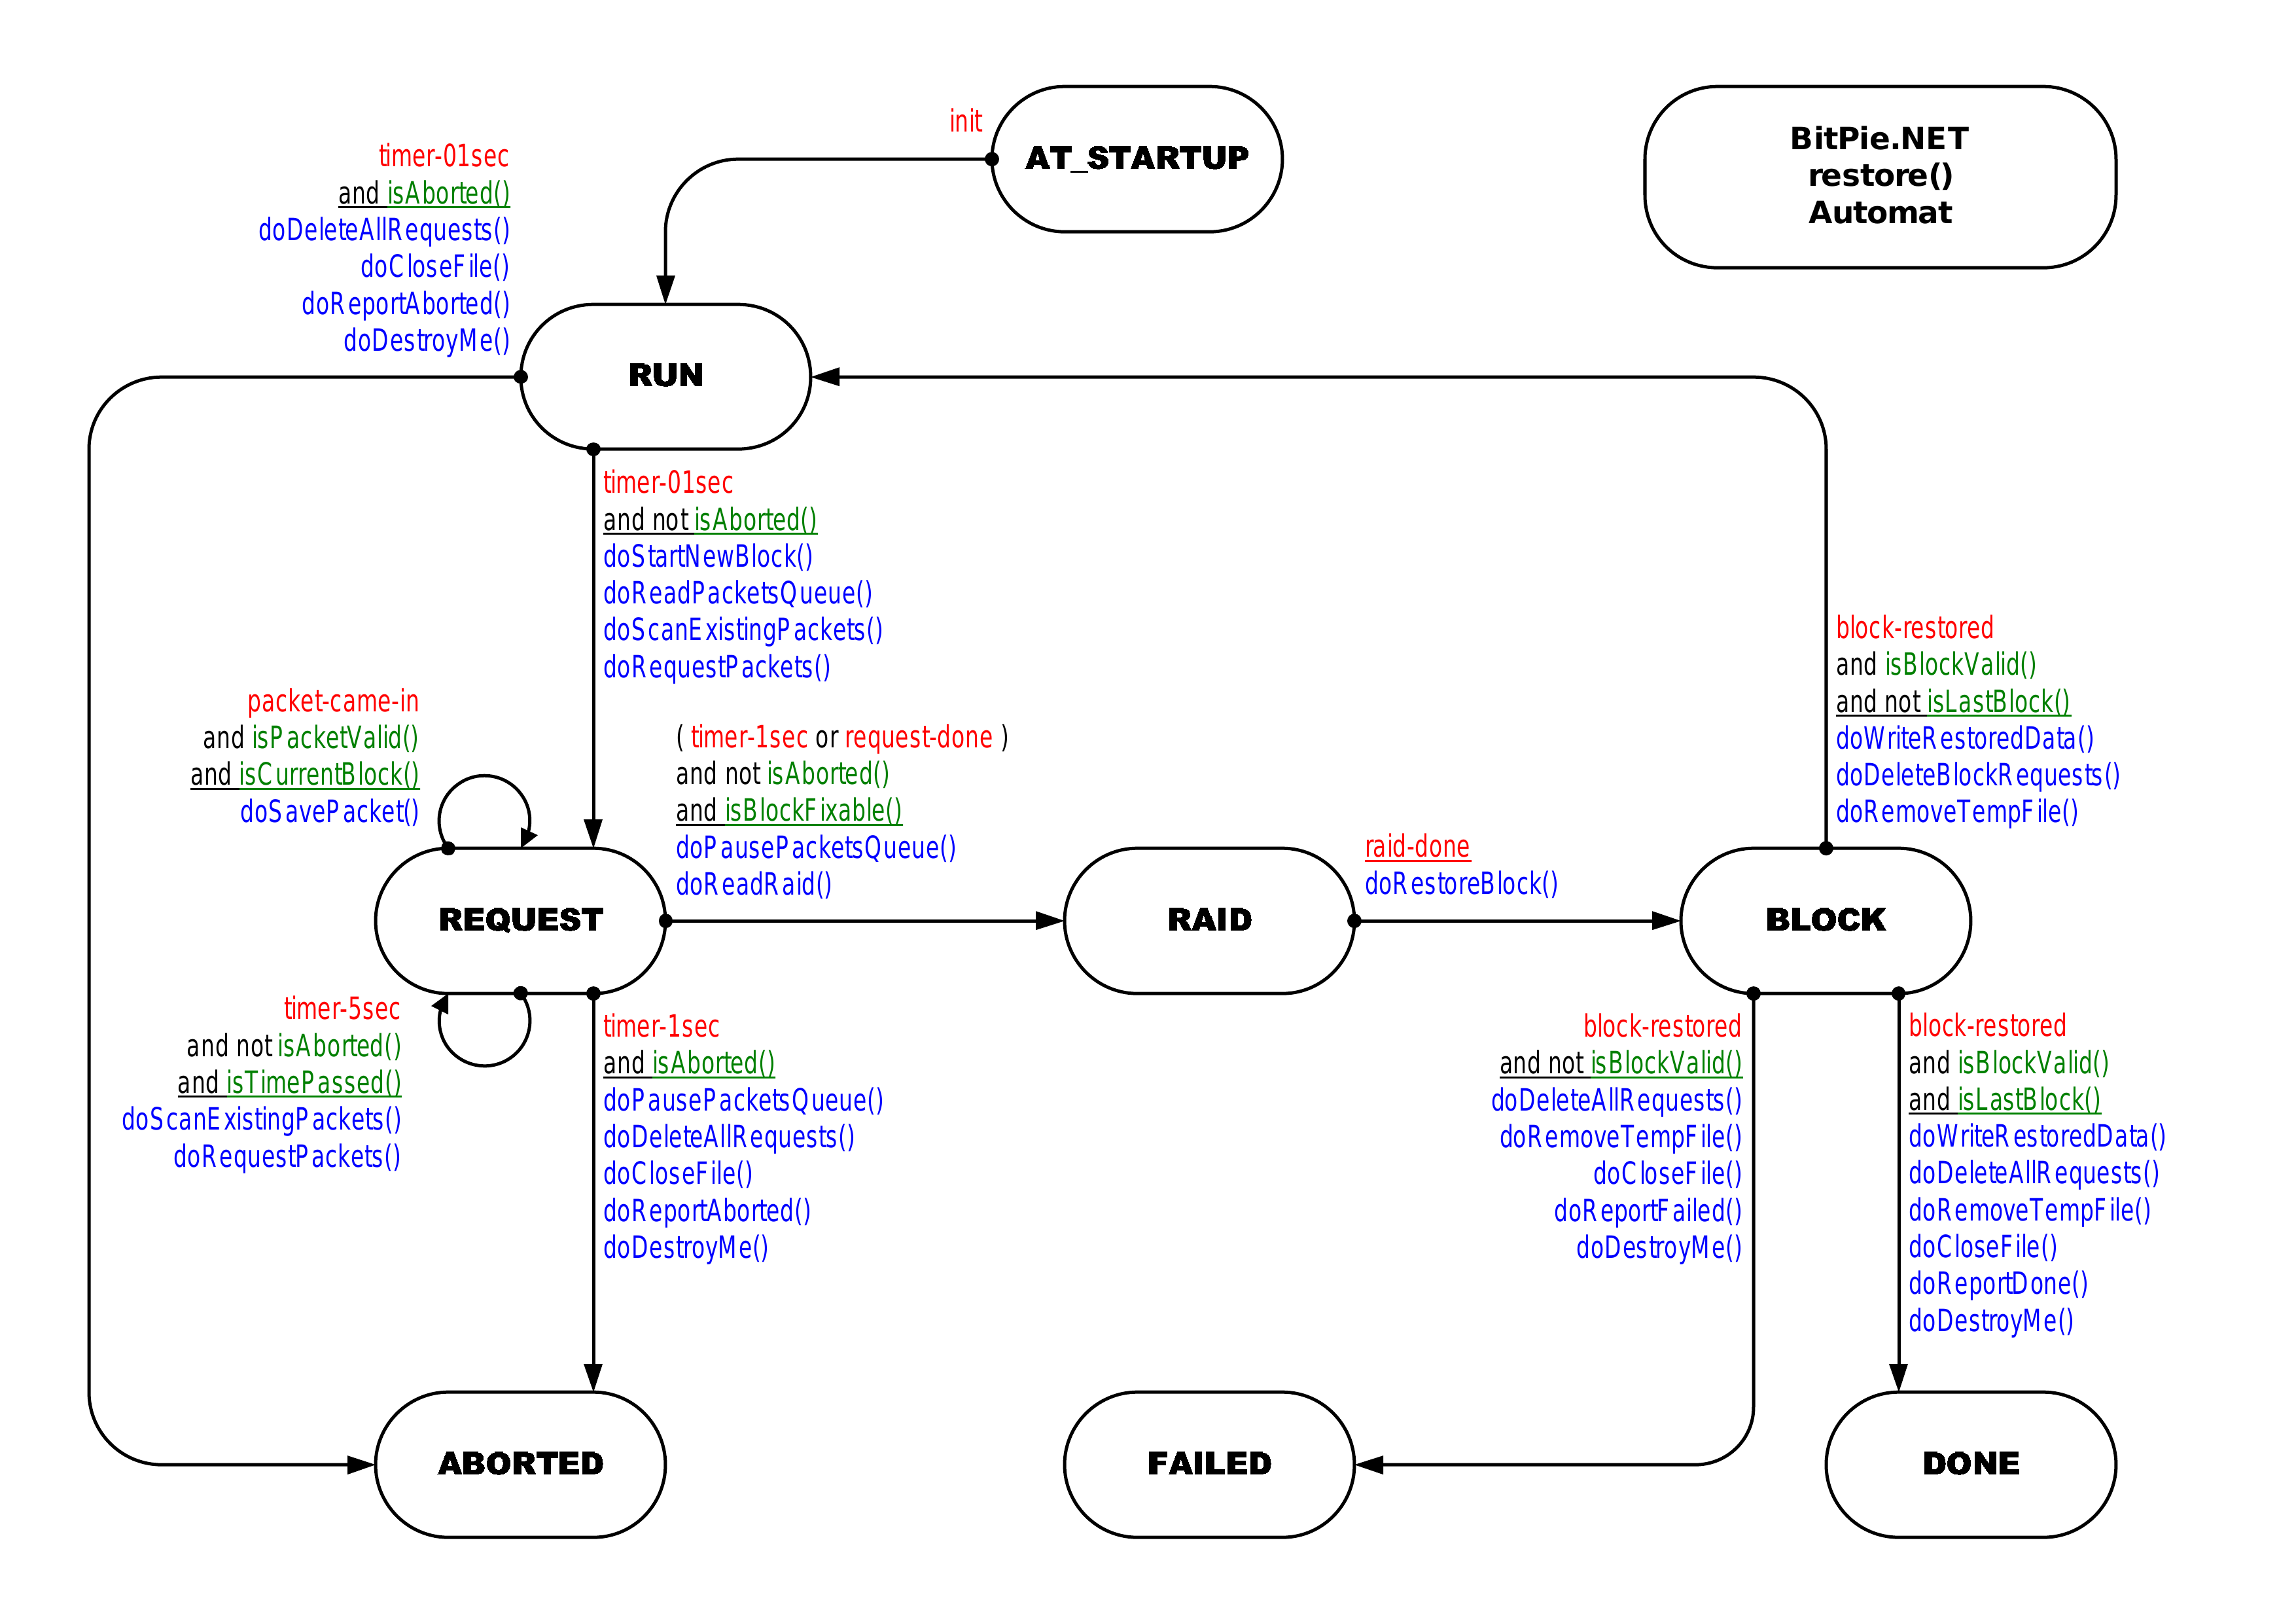 init
AT_STARTUP
BitPie.NET
restore()
Automat
timer-01sec
and isAborted()
doDeleteAllRequests()
doCloseFile()
doReportAborted()
doDestroyMe()
RUN
timer-01sec
and not isAborted()
doStartNewBlock()
doReadPacketsQueue()
doScanExistingPackets()
doRequestPackets()
block-restored
and isBlockValid()
and not isLastBlock()
doWriteRestoredData()
doDeleteBlockRequests()
doRemoveTempFile()
packet-came-in
and isPacketValid()
and isCurrentBlock()
doSavePacket()
( timer-1sec or request-done )
and not isAborted()
and isBlockFixable()
doPausePacketsQueue()
doReadRaid()
raid-done
doRestoreBlock()
REQUEST
RAID
BLOCK
timer-5sec
and not isAborted()
and isTimePassed()
doScanExistingPackets()
doRequestPackets()
timer-1sec
and isAborted()
doPausePacketsQueue()
doDeleteAllRequests()
doCloseFile()
doReportAborted()
doDestroyMe()
block-restored
and not isBlockValid()
doDeleteAllRequests()
doRemoveTempFile()
doCloseFile()
doReportFailed()
doDestroyMe()
block-restored
and isBlockValid()
and isLastBlock()
doWriteRestoredData()
doDeleteAllRequests()
doRemoveTempFile()
doCloseFile()
doReportDone()
doDestroyMe()
ABORTED
FAILED
DONE